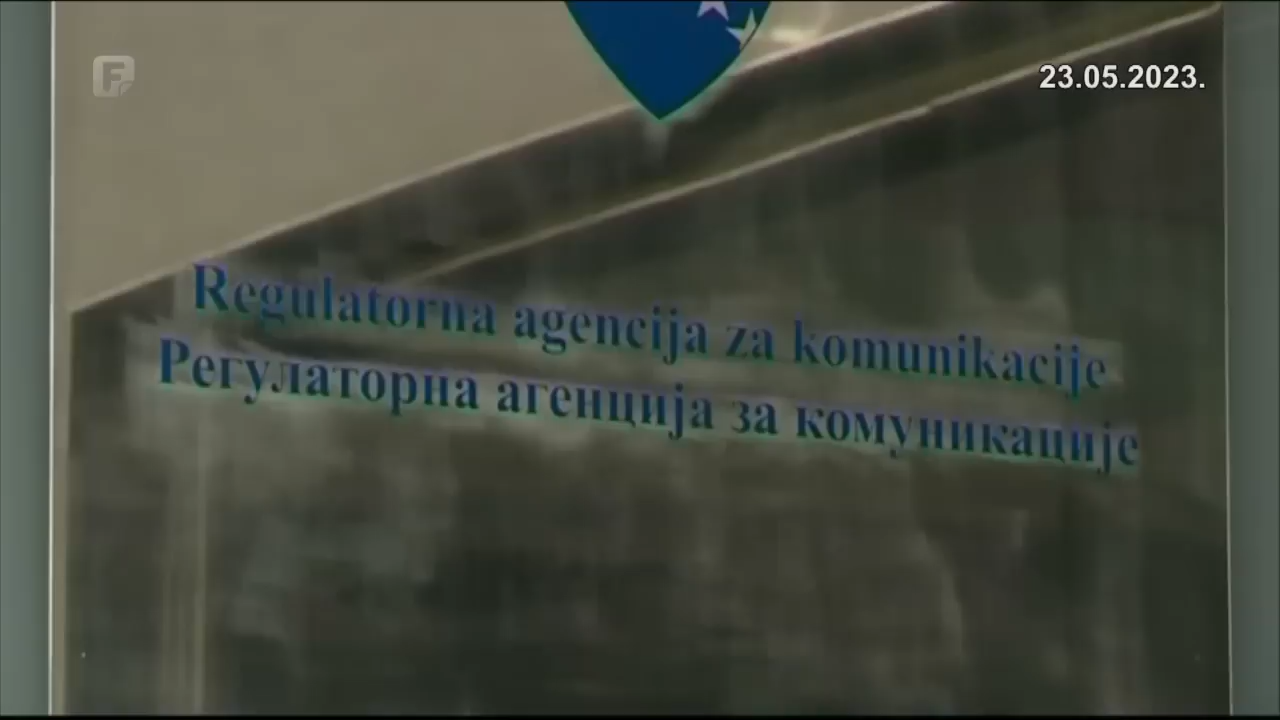 F
23.05.2023.
Regulatorna agencija za komunikacije
Регулаторна агенција за комуникације